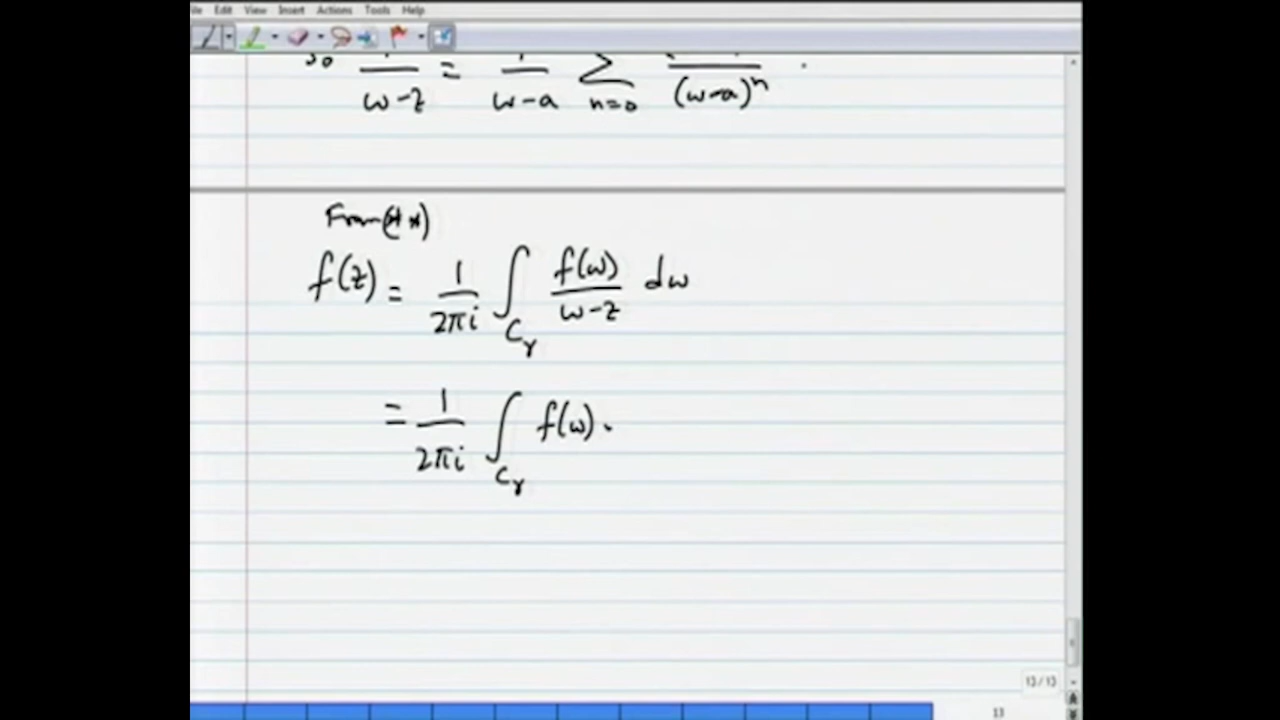 File Edit View Insert Actions Tools Help
So 1/(w-z) = 1/(w-a) ∑ n=0 /(w-a)^n .
From (**)
f(z) = 1/(2πi) ∫_{C_r} f(w)/(w-z) dw
= 1/(2πi) ∫_{C_r} f(w) .
13/13
13